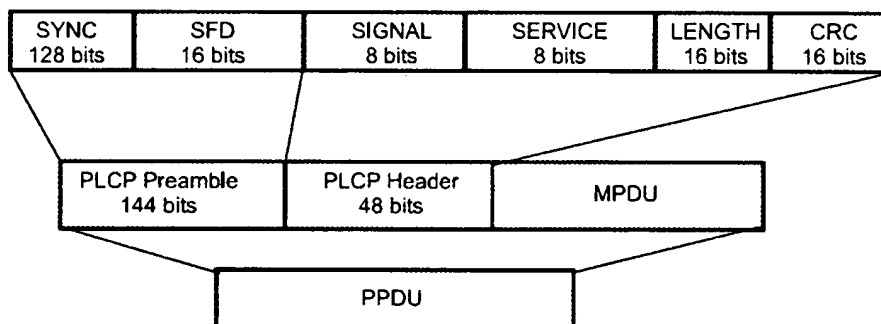 SYNC SFD SIGNAL SERVICE LENGTH CRC
128 bits 16 bits 8 bits 8 bits 16 bits 16 bits
PLCP Preamble PLCP Header MPDU
144 bits 48 bits
PPDU